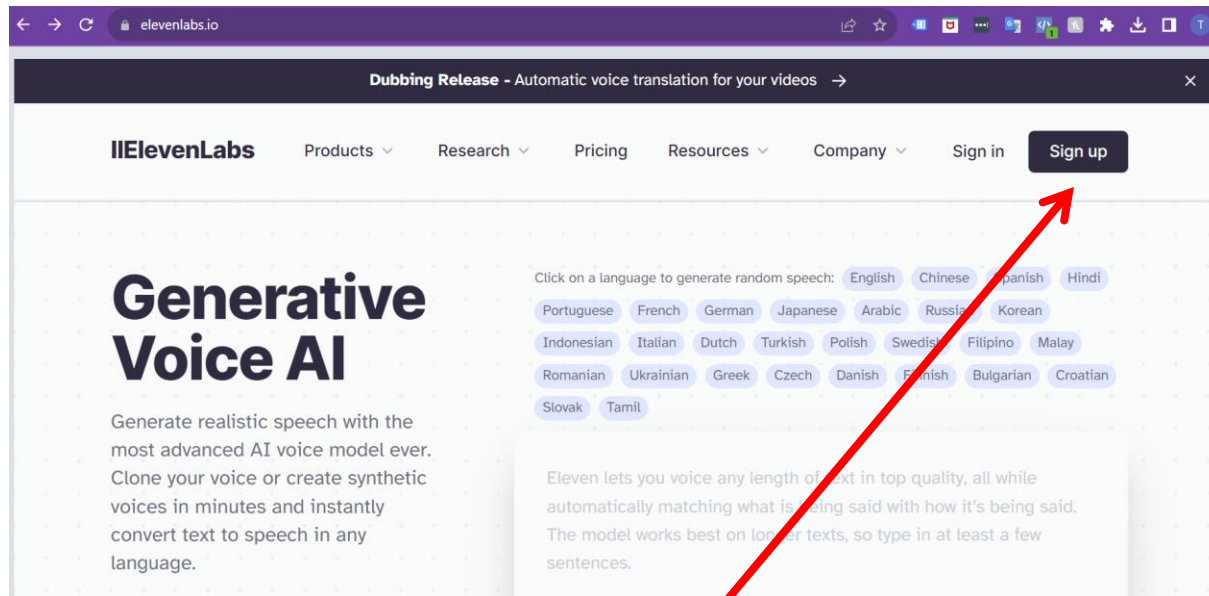 elevenlabs.io
Dubbing Release - Automatic voice translation for your videos →
IIElevenLabs Products Research Pricing Resources Company Sign in Sign up
Generative
Voice AI
Generate realistic speech with the
most advanced AI voice model ever.
Clone your voice or create synthetic
voices in minutes and instantly
convert text to speech in any
language.
Click on a language to generate random speech: English Chinese Spanish Hindi
Portuguese French German Japanese Arabic Russian Korean
Indonesian Italian Dutch Turkish Polish Swedish Filipino Malay
Romanian Ukrainian Greek Czech Danish Finnish Bulgarian Croatian
Slovak Tamil
Eleven lets you voice any length of text in top quality, all while
automatically matching what is being said with how it's being said.
The model works best on longer texts, so type in at least a few
sentences.